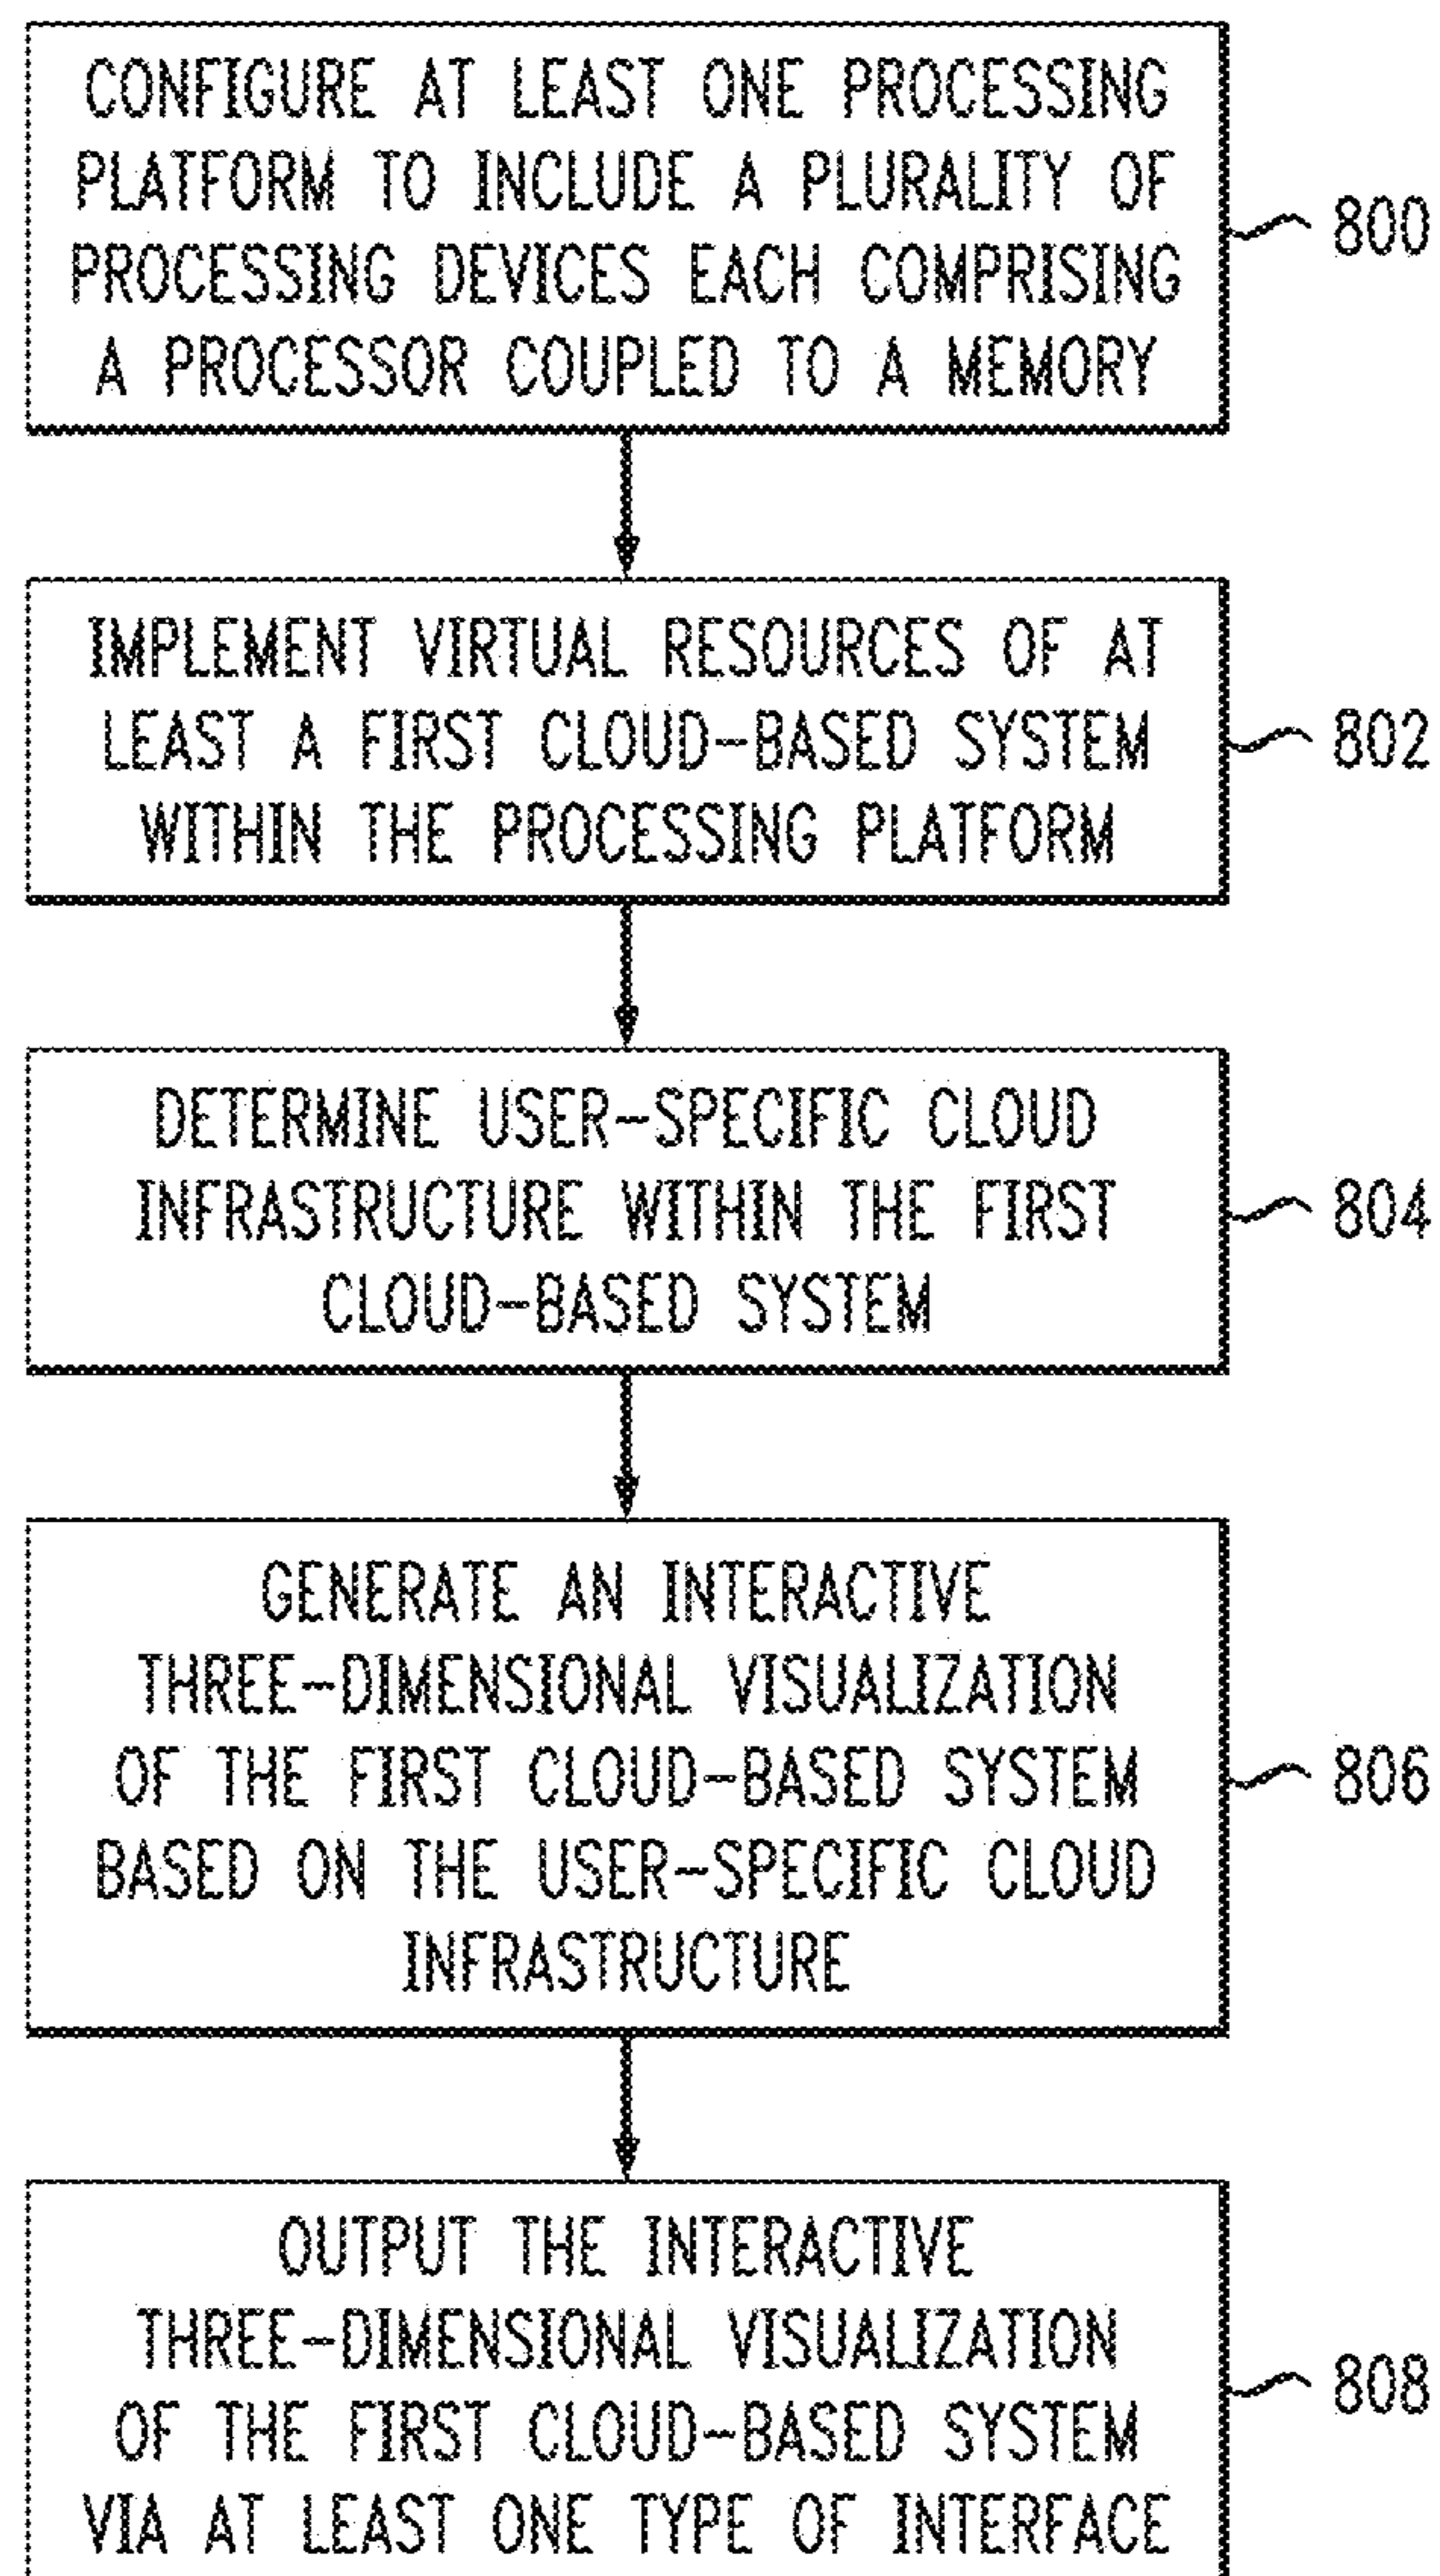 CONFIGURE AT LEAST ONE PROCESSING
PLATFORM TO INCLUDE A PLURALITY OF
PROCESSING DEVICES EACH COMPRISING
A PROCESSOR COUPLED TO A MEMORY
800
IMPLEMENT VIRTUAL RESOURCES OF AT
LEAST A FIRST CLOUD-BASED SYSTEM
WITHIN THE PROCESSING PLATFORM
802
DETERMINE USER-SPECIFIC CLOUD
INFRASTRUCTURE WITHIN THE FIRST
CLOUD-BASED SYSTEM
804
GENERATE AN INTERACTIVE
THREE-DIMENSIONAL VISUALIZATION
OF THE FIRST CLOUD-BASED SYSTEM
BASED ON THE USER-SPECIFIC CLOUD
INFRASTRUCTURE
806
OUTPUT THE INTERACTIVE
THREE-DIMENSIONAL VISUALIZATION
OF THE FIRST CLOUD-BASED SYSTEM
VIA AT LEAST ONE TYPE OF INTERFACE
808